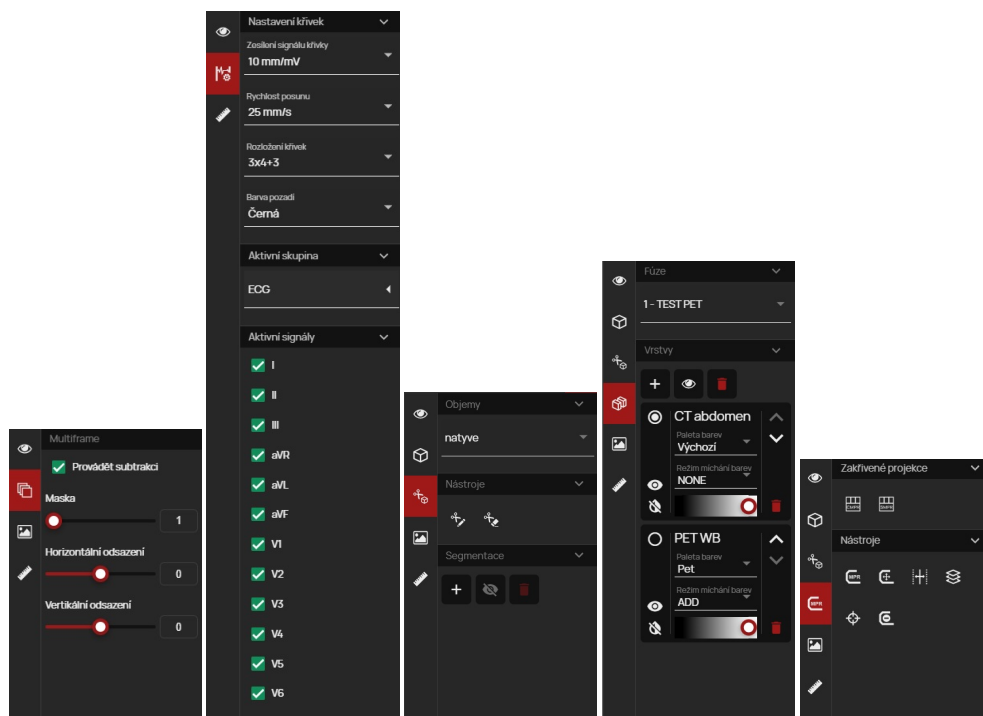 Multiframe
Provádět subtrakci
Maska
1
Horizontální odsazení
0
Vertikální odsazení
0
Nastavení křivek
Zesílení signálu křivky
10 mm/mV
Rychlost posunu
25 mm/s
Rozložení křivek
3x4+3
Barva pozadí
Černá
Aktivní skupina
ECG
Aktivní signály
I
II
III
aVR
aVL
aVF
V1
V2
V3
V4
V5
V6
Objemy
natyve
Nástroje
Segmentace
Fúze
1 - TEST PET
Vrstvy
CT abdomen
Paleta barev
Výchozí
Režim míchání barev
NONE
PET WB
Paleta barev
Pet
Režim míchání barev
ADD
Zakřivené projekce
CMPR
SMPR
Nástroje
MPR
MPR